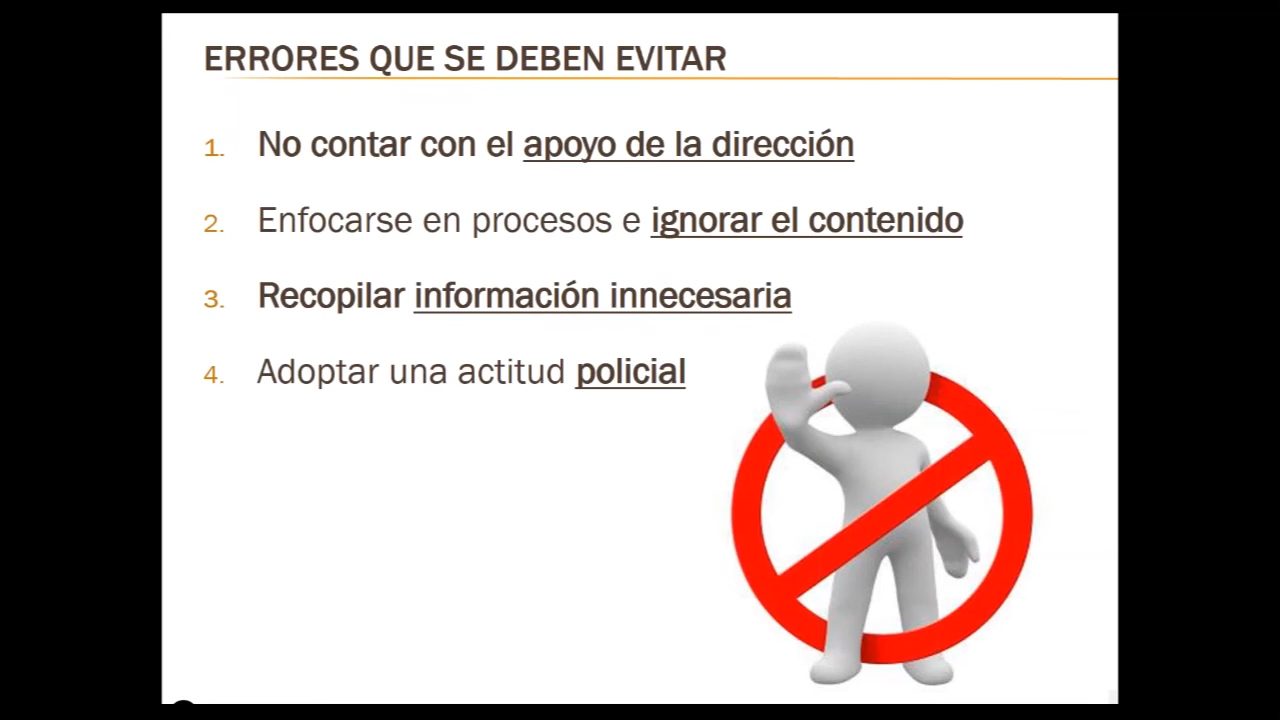 ERRORES QUE SE DEBEN EVITAR
1. No contar con el apoyo de la dirección
2. Enfocarse en procesos e ignorar el contenido
3. Recopilar información innecesaria
4. Adoptar una actitud policial